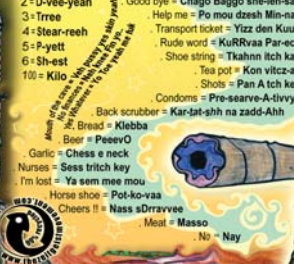 2 = D-vee-yeah
3 = Trree
4 = Stear-reeh
5 = P-yett
6 = Sh-est
100 = Kilo
Mouth of the cave =
. Good bye = Chago Baggo she-len-sa
. Help me = Po mou dzesh Min-na
. Transport ticket = Yizz den Kuu
. Rude word = KuRRvaa Par-ec
. Shoe string = Tkahnn itch ka
. Tea pot = Kon vitcz-a
. Shots = Pan A tch ke
. Condoms = Pre-searve-A-tivvy
. Back scrubber = Kar-tat-shh na zadd-Ahh
. Bread = Klebba
. Beer = PeeevO
. Garlic = Chess e neck
. Nurses = Sess tritch key
. I'm lost = Ya sem mee mou
. Horse shoe = Pot-ko-vaa
. Cheers !! = Nass sDrravvee
. Meat = Masso
. No = Nay